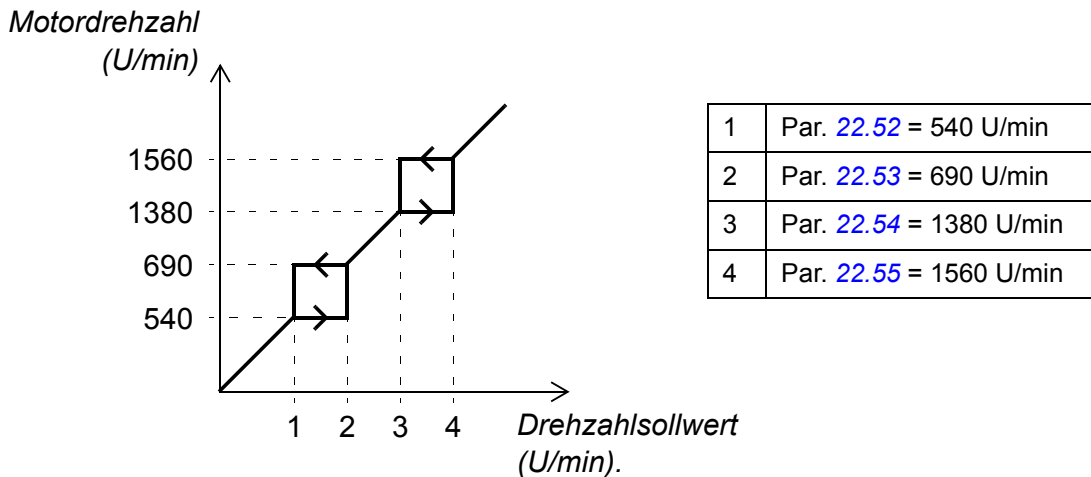 Motordrehzahl
(U/min)
1560
1380
690
540
1 2 3 4
Drehzahlsollwert
(U/min).
1 Par. 22.52 = 540 U/min
2 Par. 22.53 = 690 U/min
3 Par. 22.54 = 1380 U/min
4 Par. 22.55 = 1560 U/min